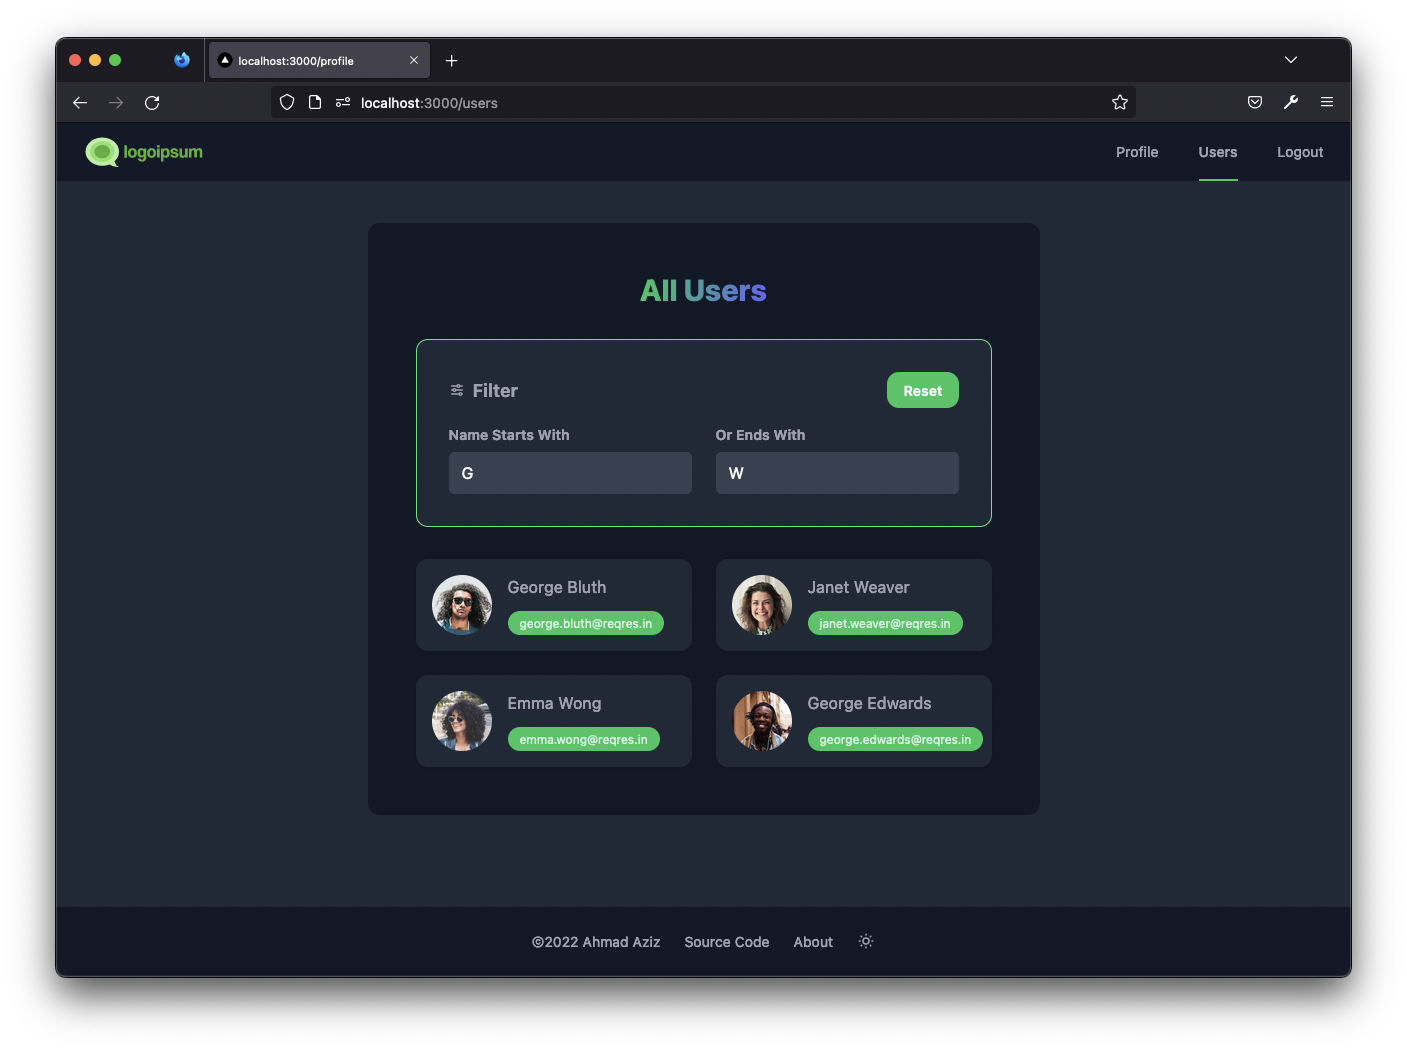 localhost:3000/profile
localhost:3000/users
logoipsum
Profile Users Logout
All Users
Filter
Reset
Name Starts With
Or Ends With
G
W
George Bluth
george.bluth@reqres.in
Janet Weaver
janet.weaver@reqres.in
Emma Wong
emma.wong@reqres.in
George Edwards
george.edwards@reqres.in
©2022 Ahmad Aziz Source Code About